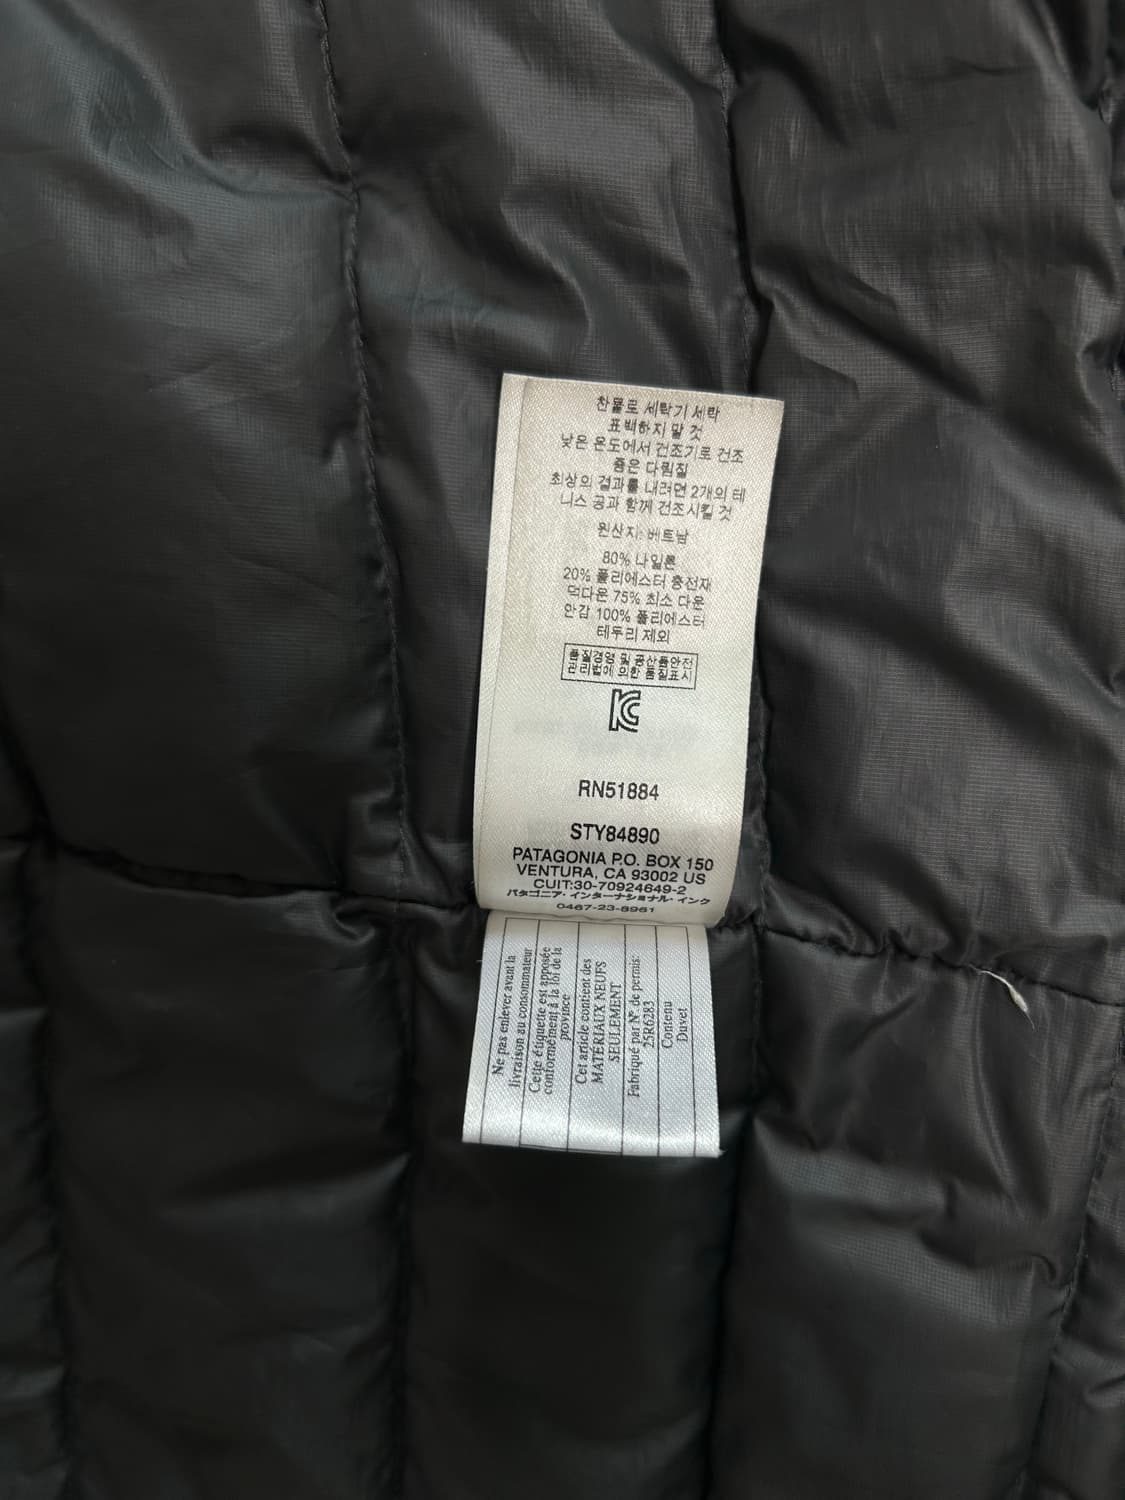 찬물로 세탁기 세탁
표백하지 말 것
낮은 온도에서 건조기로 건조
좁은 다림질
최상의 결과를 내려면 2개의 테
니스 공과 함께 건조시킬 것
원산지: 베트남
80% 나일론
20% 폴리에스터 충전재
먹다운 75% 최소 다운
안감 100% 폴리에스터
테두리 제외
품질경영 및 공산품안전
관리법에 의한 품질표시
KC
RN51884
STY84890
PATAGONIA P.O. BOX 150
VENTURA, CA 93002 US
CUIT:30-70924649-2
パタゴニア・インターナショナル・インク
0467-23-8961
Ne pas enlever avant la
livraison au consommateur
Cette étiquette est apposée
conformément à la loi de la
province
Cet article contient des
MATÉRIAUX NEUFS
SEULEMENT
Fabriqué par Nº de permis:
25R6283
Contenu
Duvet